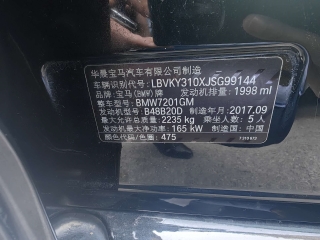 华晨宝马汽车有限公司制造
车辆识别代号: LBVKY310XJSG99144
品牌: 宝马(BMW)牌 发动机排量: 1998 ml
整车型号: BMW7201GM
发动机型号: B48B20D 制造年月: 2017.09
最大允许总质量: 2235 kg 乘坐人数: 5 人
发动机最大净功率: 165 kW 制造国: 中国
颜色代码/色圈: 475